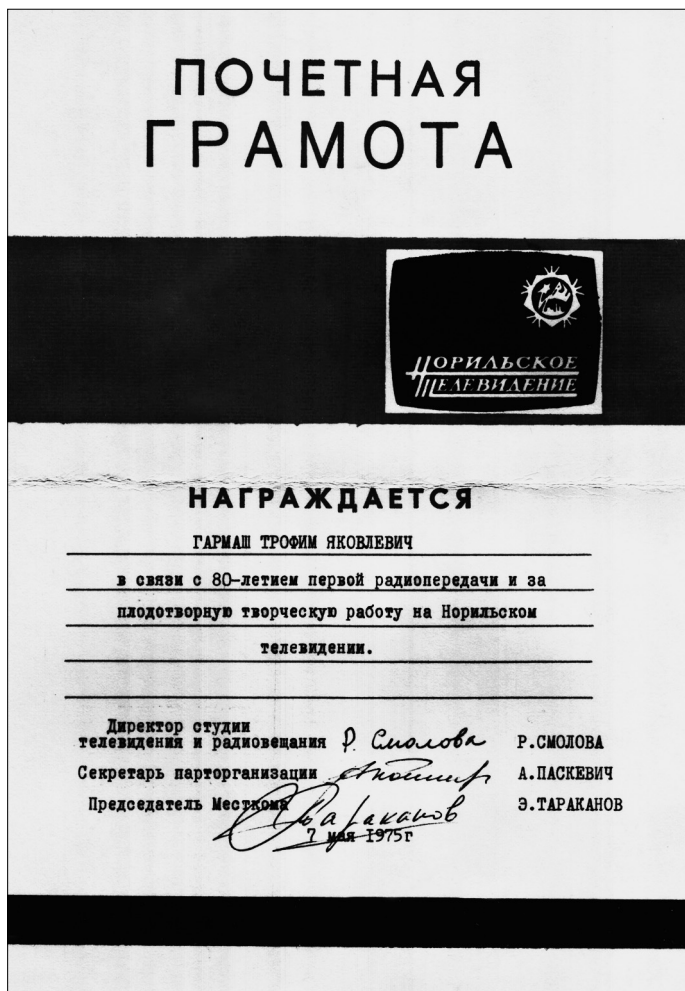 ПОЧЕТНАЯ
ГРАМОТА
НОРИЛЬСКОЕ
ТЕЛЕВИДЕНИЕ
НАГРАЖДАЕТСЯ
ГАРМАШ ТРОФИМ ЯКОВЛЕВИЧ
в связи с 80-летием первой радиопередачи и за
плодотворную творческую работу на Норильском
телевидении.
Директор студии
телевидения и радиовещания Р. Смолова Р.СМОЛОВА
Секретарь парторганизации А.ПАСКЕВИЧ
Председатель Месткома Тараканов Э.ТАРАКАНОВ
7 мая 1975г